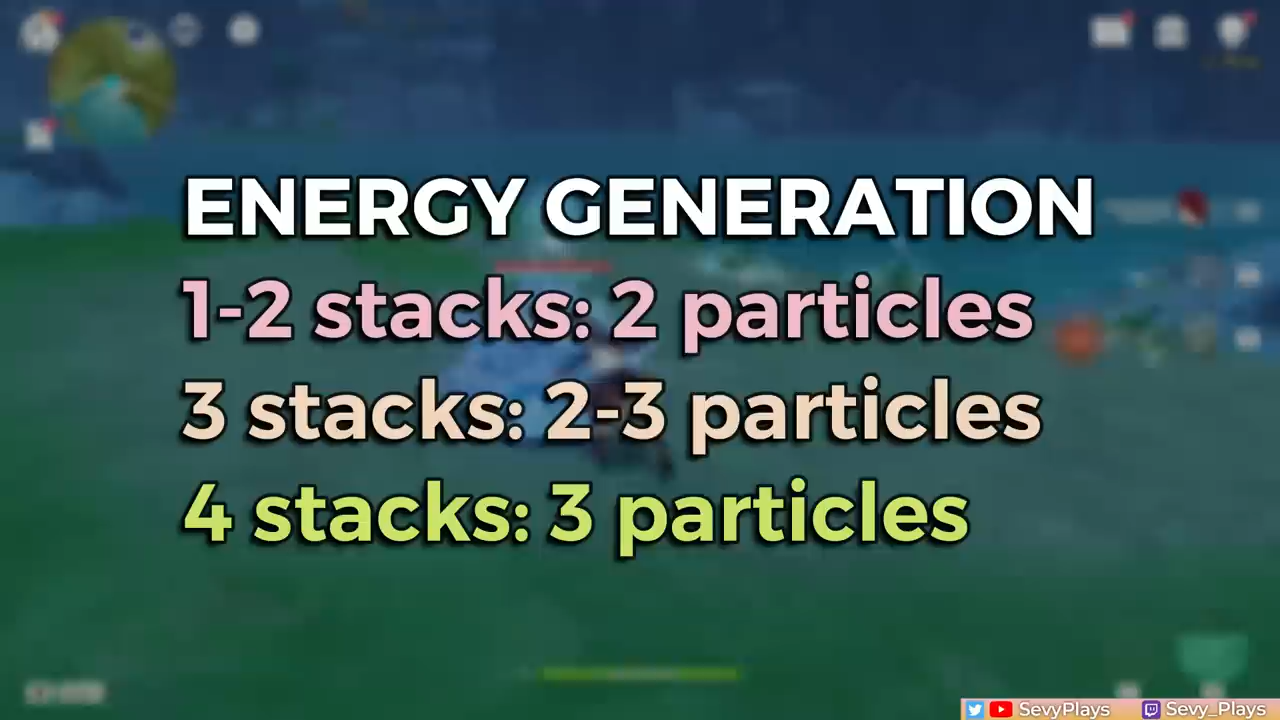 ENERGY GENERATION
1-2 stacks: 2 particles
3 stacks: 2-3 particles
4 stacks: 3 particles
SevyPlays Sevy_Plays